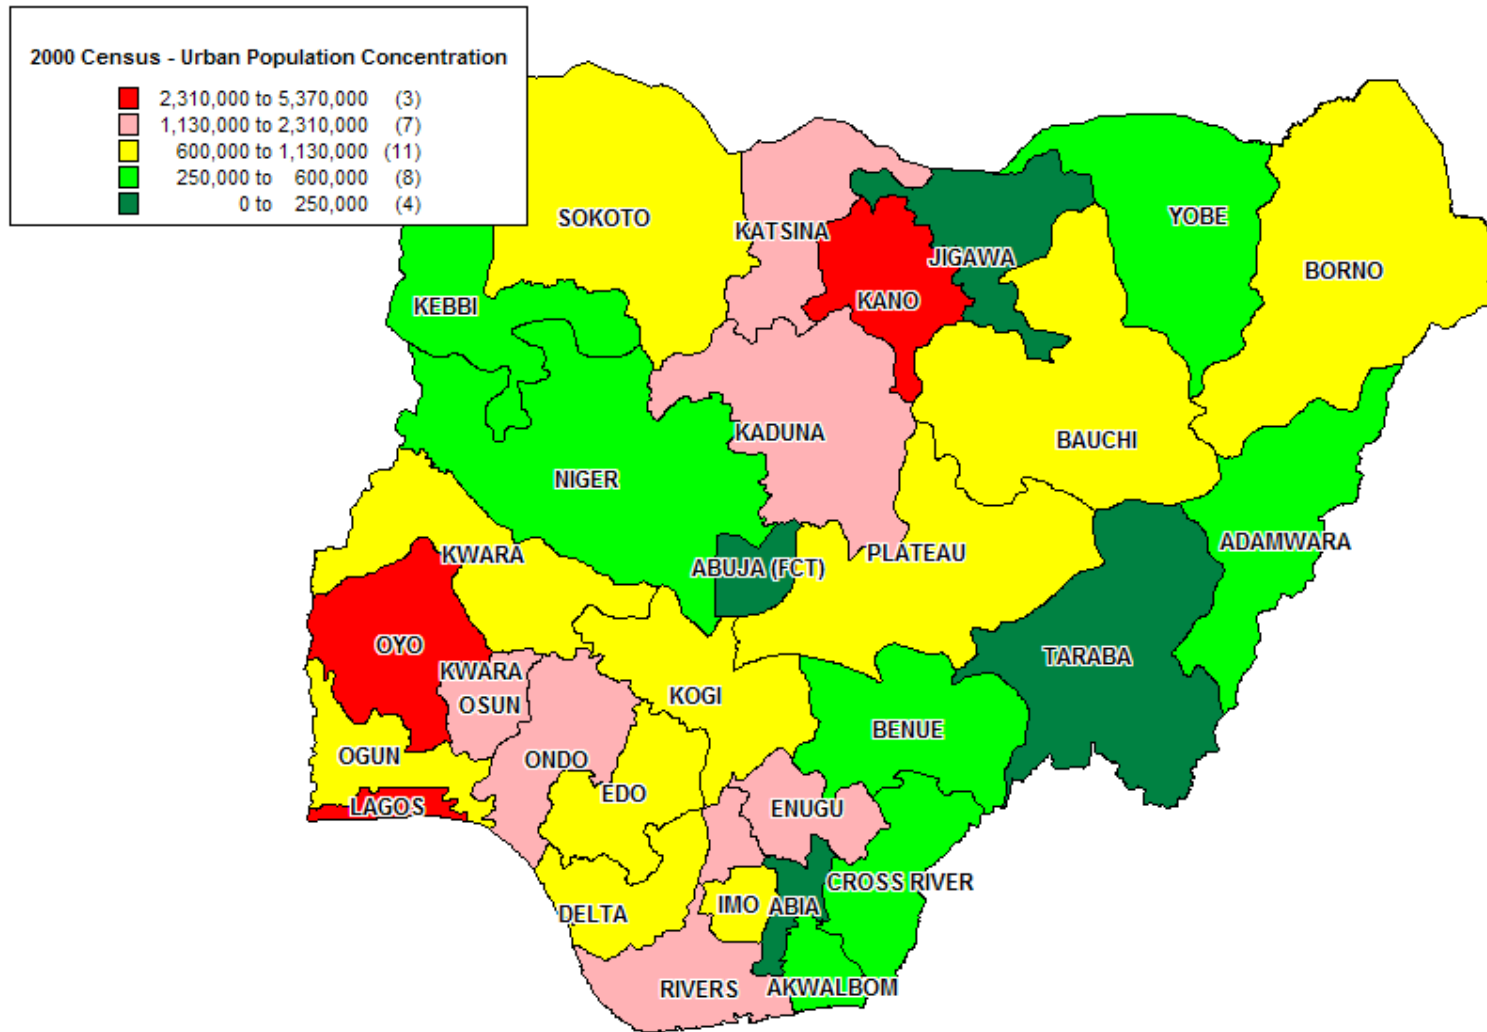 2000 Census - Urban Population Concentration
2,310,000 to 5,370,000 (3)
1,130,000 to 2,310,000 (7)
600,000 to 1,130,000 (11)
250,000 to 600,000 (8)
0 to 250,000 (4)
SOKOTO
KATSINA
YOBE
JIGAWA
BORNO
KEBBI
KANO
KADUNA
BAUCHI
NIGER
ADAMWARA
KWARA
PLATEAU
ABUJA (FCT)
OYO
TARABA
KWARA
OSUN
KOGI
BENUE
OGUN
ONDO
EDO
LAGOS
ENUGU
CROSS RIVER
IMO
ABIA
DELTA
RIVERS
AKWALBOM